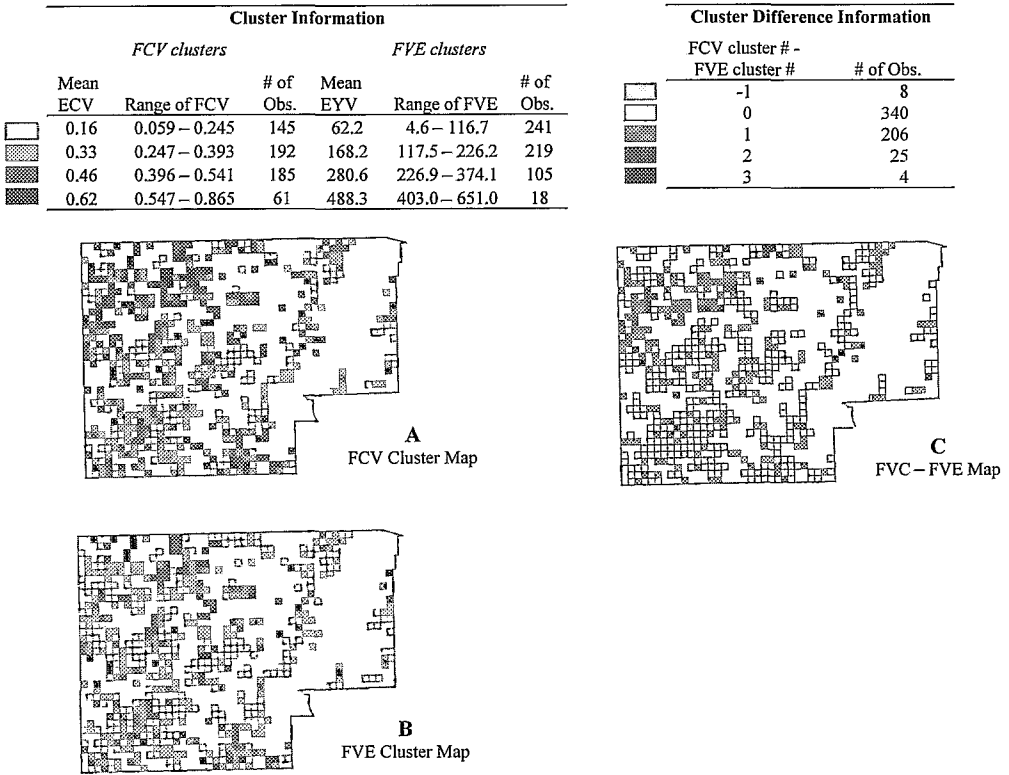 Cluster Information
FCV clusters FVE clusters
Mean # of Mean # of
ECV Range of FCV Obs. EYV Range of FVE Obs.
0.16 0.059 – 0.245 145 62.2 4.6 – 116.7 241
0.33 0.247 – 0.393 192 168.2 117.5 – 226.2 219
0.46 0.396 – 0.541 185 280.6 226.9 – 374.1 105
0.62 0.547 – 0.865 61 488.3 403.0 – 651.0 18
Cluster Difference Information
FCV cluster # -
FVE cluster # # of Obs.
-1 8
0 340
1 206
2 25
3 4
A
FCV Cluster Map
C
FVC – FVE Map
B
FVE Cluster Map